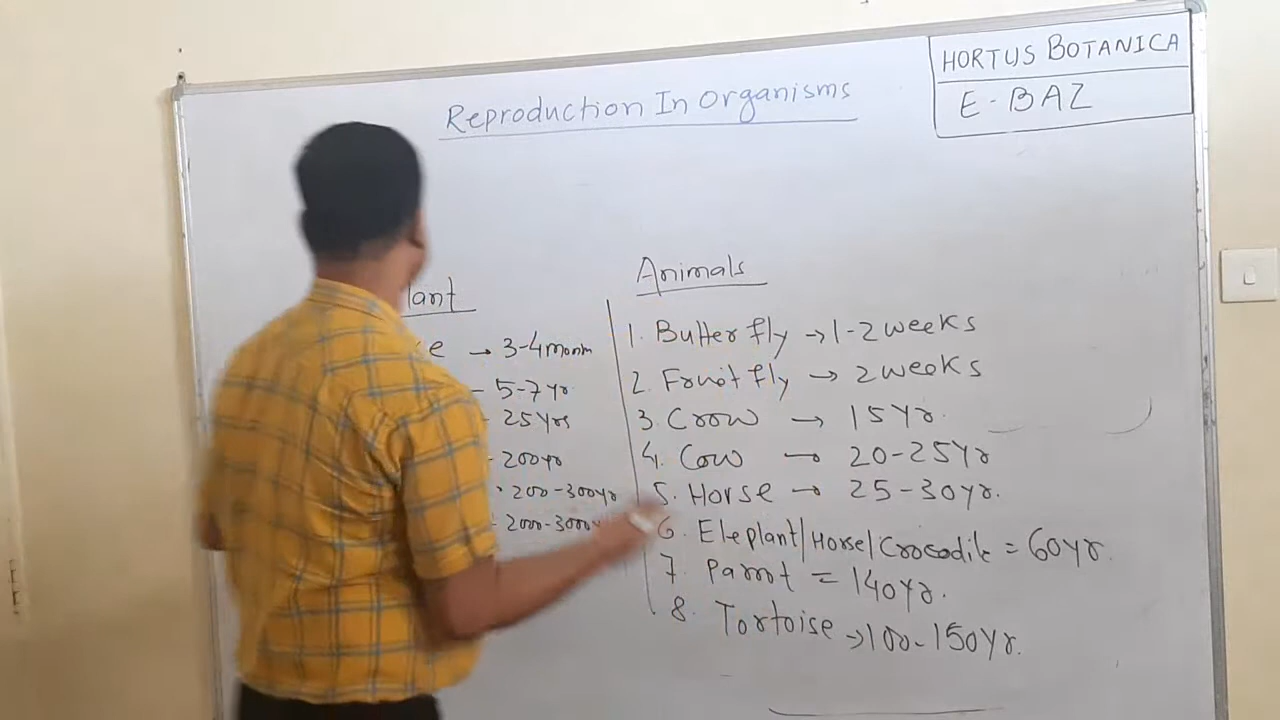 HORTUS BOTANICA
E-BAZ
Reproduction In Organisms
lant
e → 3-4 month
- 5-7 yr
- 25 yrs
- 200 yr
- 200-300 yr
- 2000-3000 y
Animals
1. Butterfly → 1-2 weeks
2. Fruit fly → 2 weeks
3. Crow → 15 Yr.
4. Cow → 20-25 Yr
5. Horse → 25-30 yr.
6. Eleplant/Horse/Crocodile = 60 yr.
7. Parrot = 140 yr.
8. Tortoise → 100-150 Yr.